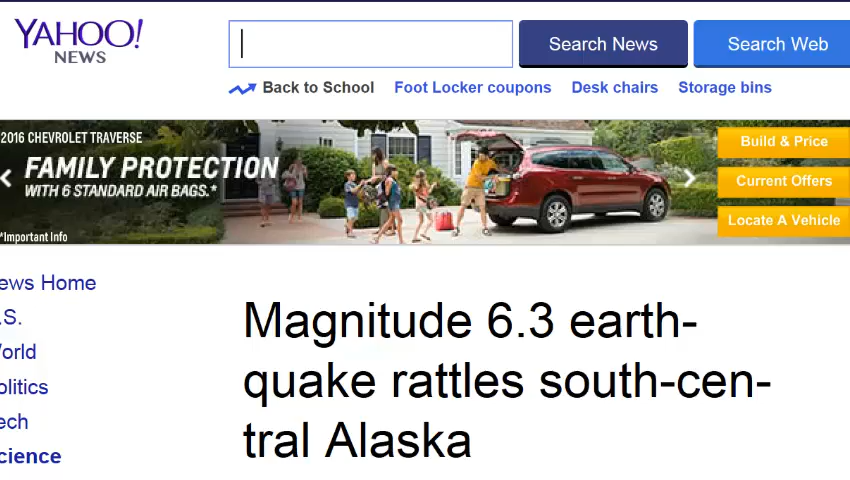 YAHOO!
NEWS
Search News
Search Web
Back to School Foot Locker coupons Desk chairs Storage bins
2016 CHEVROLET TRAVERSE
FAMILY PROTECTION
WITH 6 STANDARD AIR BAGS.*
*Important Info
Build & Price
Current Offers
Locate A Vehicle
ews Home
.S.
orld
olitics
ech
cience
Magnitude 6.3 earth-
quake rattles south-cen-
tral Alaska